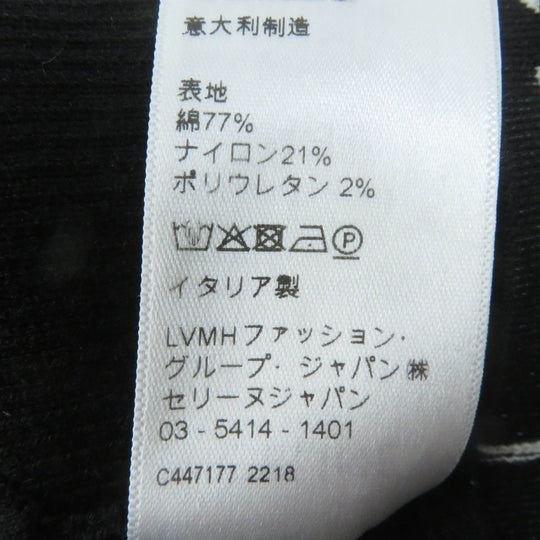 意大利制造
表地
綿77%
ナイロン21%
ポリウレタン 2%
P
イタリア製
LVMHファッション·
グループ· ジャパン㈱
セリーヌジャパン
03 - 5414 - 1401
C447177 2218